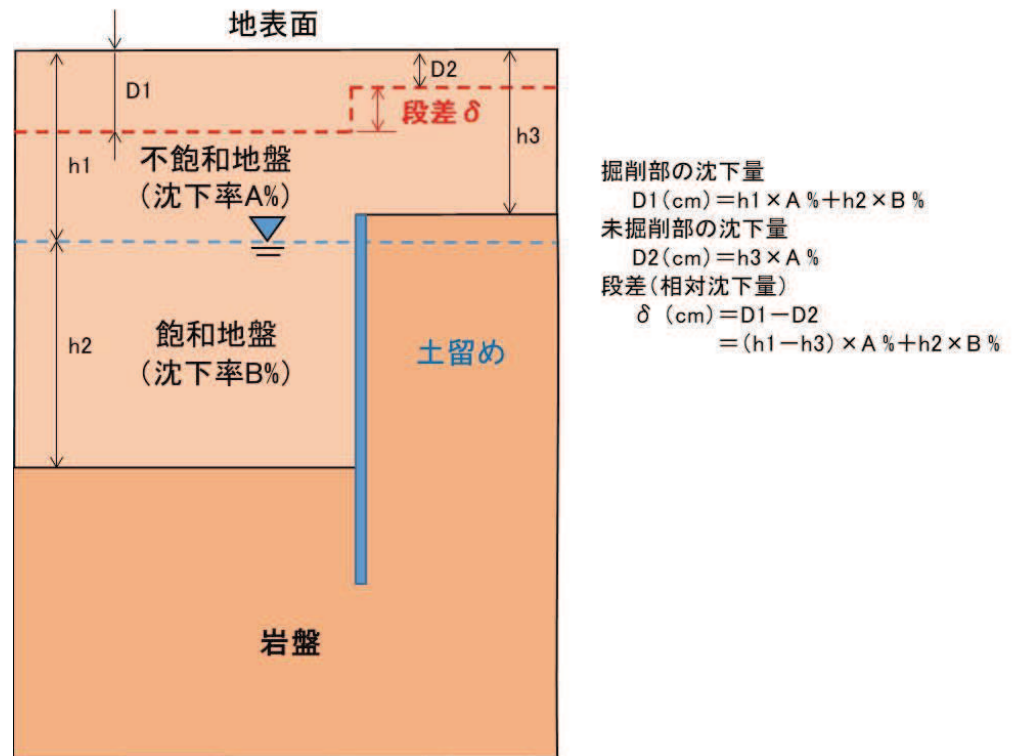 地表面
D1
D2
段差δ
h1
h3
不飽和地盤
(沈下率A%)
h2
飽和地盤
(沈下率B%)
土留め
岩盤
掘削部の沈下量
D1(cm)=h1×A%+h2×B%
未掘削部の沈下量
D2(cm)=h3×A%
段差(相対沈下量)
δ (cm)=D1-D2
=(h1-h3)×A%+h2×B%